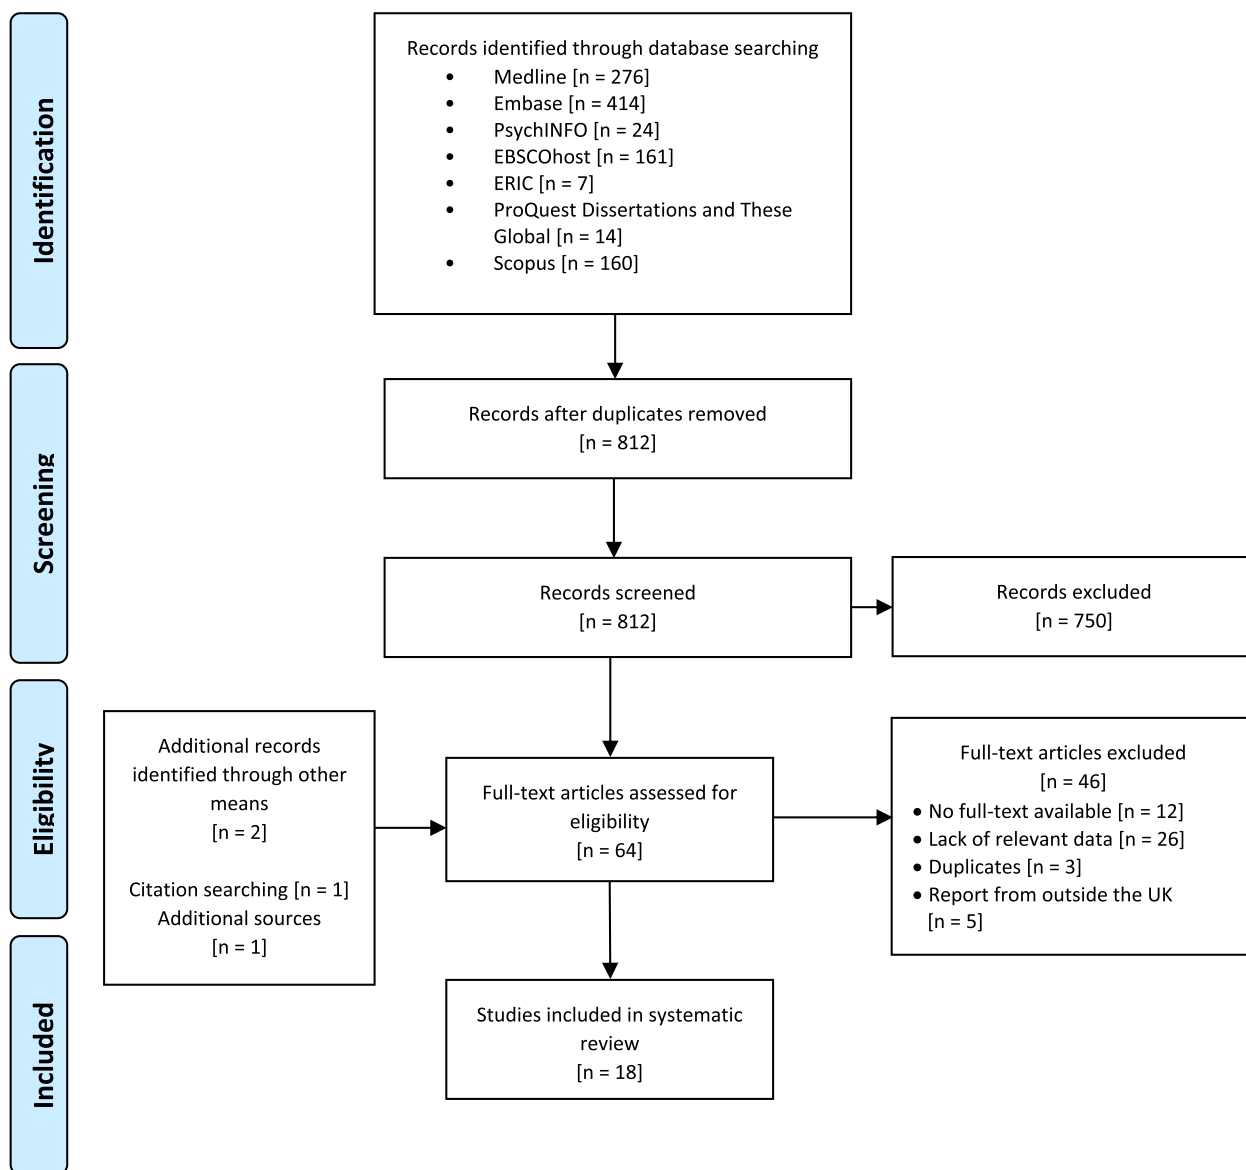 Identification
Records identified through database searching
• Medline [n = 276]
• Embase [n = 414]
• PsychINFO [n = 24]
• EBSCOhost [n = 161]
• ERIC [n = 7]
• ProQuest Dissertations and These
Global [n = 14]
• Scopus [n = 160]
Screening
Records after duplicates removed
[n = 812]
Records screened
[n = 812]
Records excluded
[n = 750]
Eligibility
Additional records
identified through other
means
[n = 2]
Citation searching [n = 1]
Additional sources
[n = 1]
Full-text articles assessed for
eligibility
[n = 64]
Full-text articles excluded
[n = 46]
• No full-text available [n = 12]
• Lack of relevant data [n = 26]
• Duplicates [n = 3]
• Report from outside the UK
[n = 5]
Included
Studies included in systematic
review
[n = 18]